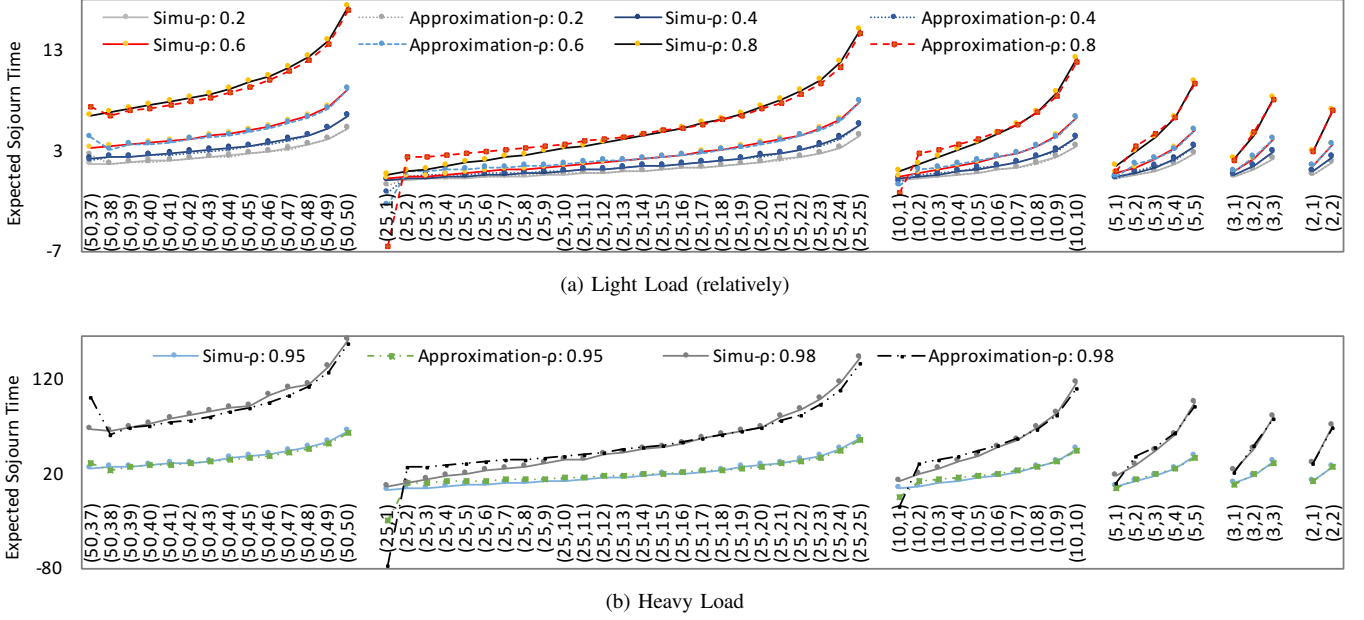 Simu-ρ: 0.2 Approximation-ρ: 0.2 Simu-ρ: 0.4 Approximation-ρ: 0.4
Simu-ρ: 0.6 Approximation-ρ: 0.6 Simu-ρ: 0.8 Approximation-ρ: 0.8
Expected Sojourn Time
13
3
-7
(50,37) (50,38) (50,39) (50,40) (50,41) (50,42) (50,43) (50,44) (50,45) (50,46) (50,47) (50,48) (50,49) (50,50) (25,1) (25,2) (25,3) (25,4) (25,5) (25,6) (25,7) (25,8) (25,9) (25,10) (25,11) (25,12) (25,13) (25,14) (25,15) (25,16) (25,17) (25,18) (25,19) (25,20) (25,21) (25,22) (25,23) (25,24) (25,25) (10,1) (10,2) (10,3) (10,4) (10,5) (10,6) (10,7) (10,8) (10,9) (10,10) (5,1) (5,2) (5,3) (5,4) (5,5) (3,1) (3,2) (3,3) (2,1) (2,2)
(a) Light Load (relatively)
Simu-ρ: 0.95 Approximation-ρ: 0.95 Simu-ρ: 0.98 Approximation-ρ: 0.98
Expected Sojourn Time
120
20
-80
(50,37) (50,38) (50,39) (50,40) (50,41) (50,42) (50,43) (50,44) (50,45) (50,46) (50,47) (50,48) (50,49) (50,50) (25,1) (25,2) (25,3) (25,4) (25,5) (25,6) (25,7) (25,8) (25,9) (25,10) (25,11) (25,12) (25,13) (25,14) (25,15) (25,16) (25,17) (25,18) (25,19) (25,20) (25,21) (25,22) (25,23) (25,24) (25,25) (10,1) (10,2) (10,3) (10,4) (10,5) (10,6) (10,7) (10,8) (10,9) (10,10) (5,1) (5,2) (5,3) (5,4) (5,5) (3,1) (3,2) (3,3) (2,1) (2,2)
(b) Heavy Load